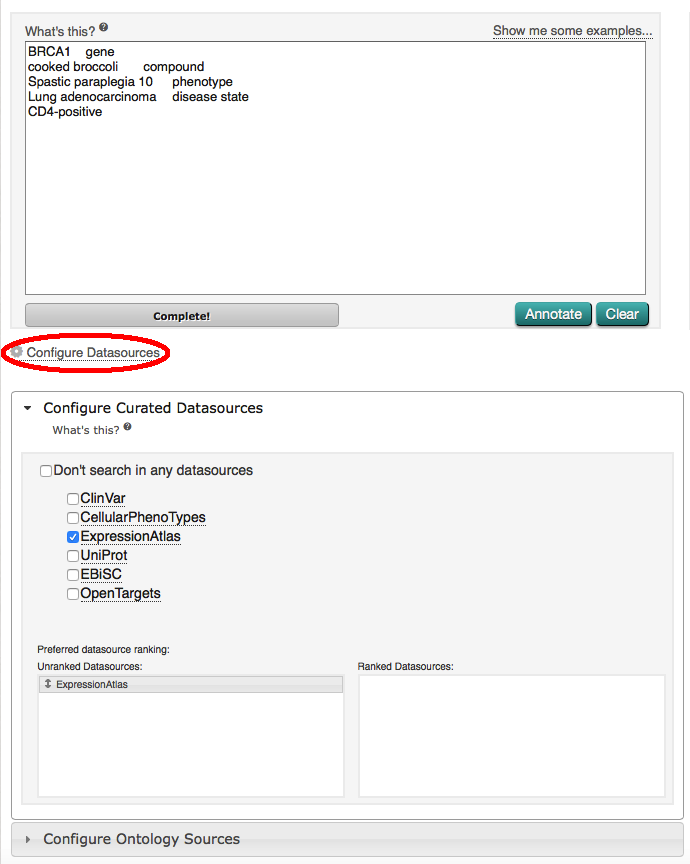 What's this? ?
Show me some examples...
BRCA1 gene
cooked broccoli compound
Spastic paraplegia 10 phenotype
Lung adenocarcinoma disease state
CD4-positive
Complete!
Annotate Clear
Configure Datasources
Configure Curated Datasources
What's this? ?
Don't search in any datasources
ClinVar
CellularPhenoTypes
ExpressionAtlas
UniProt
EBiSC
OpenTargets
Preferred datasource ranking:
Unranked Datasources: Ranked Datasources:
ExpressionAtlas
Configure Ontology Sources